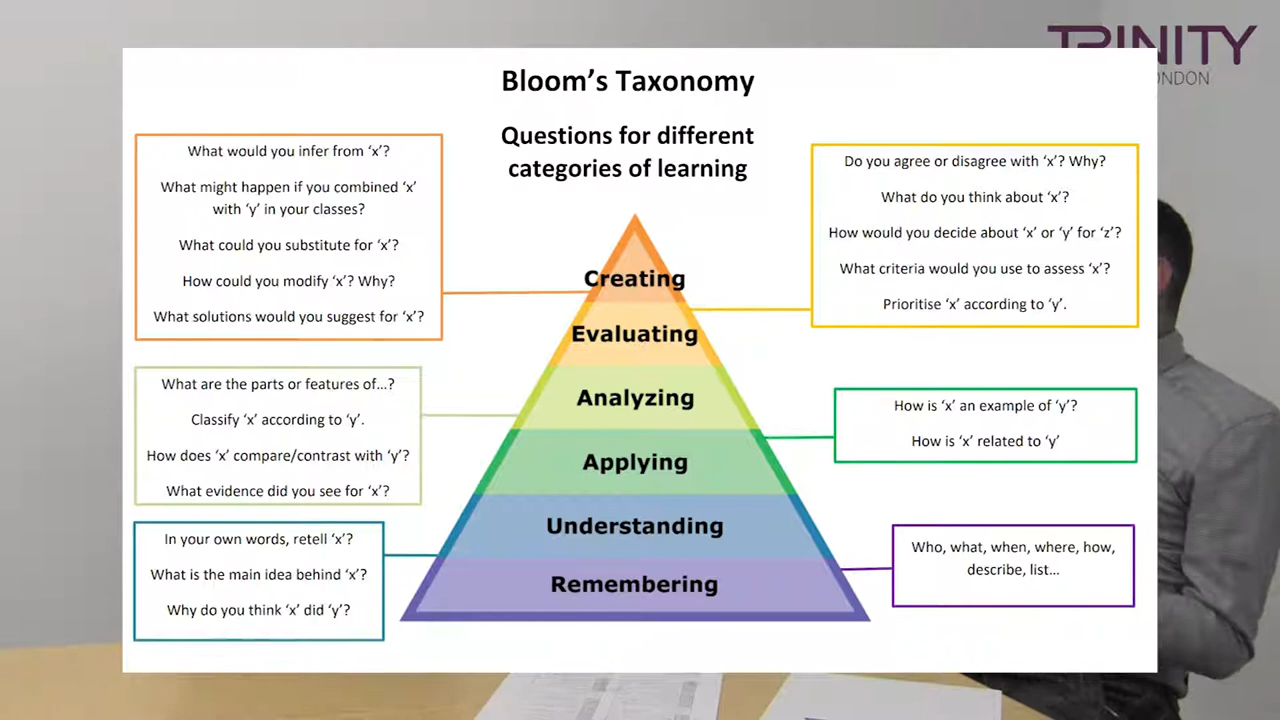 TRINITY
ONDON
Bloom's Taxonomy
Questions for different
categories of learning
What would you infer from 'x'?
What might happen if you combined 'x'
with 'y' in your classes?
What could you substitute for 'x'?
How could you modify 'x'? Why?
What solutions would you suggest for 'x'?
Do you agree or disagree with 'x'? Why?
What do you think about 'x'?
How would you decide about 'x' or 'y' for 'z'?
What criteria would you use to assess 'x'?
Prioritise 'x' according to 'y'.
Creating
Evaluating
Analyzing
Applying
Understanding
Remembering
What are the parts or features of...?
Classify 'x' according to 'y'.
How does 'x' compare/contrast with 'y'?
What evidence did you see for 'x'?
How is 'x' an example of 'y'?
How is 'x' related to 'y'
In your own words, retell 'x'?
What is the main idea behind 'x'?
Why do you think 'x' did 'y'?
Who, what, when, where, how,
describe, list...